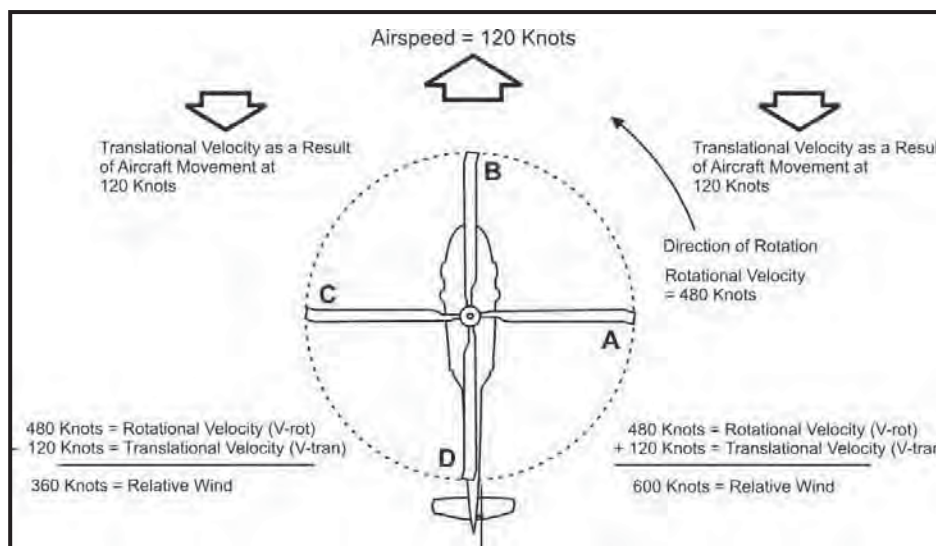 Airspeed = 120 Knots
Translational Velocity as a Result
of Aircraft Movement at
120 Knots
Translational Velocity as a Result
of Aircraft Movement at
120 Knots
B
Direction of Rotation
Rotational Velocity
= 480 Knots
C
A
D
480 Knots = Rotational Velocity (V-rot)
- 120 Knots = Translational Velocity (V-tran)
360 Knots = Relative Wind
480 Knots = Rotational Velocity (V-rot)
+ 120 Knots = Translational Velocity (V-tran
600 Knots = Relative Wind